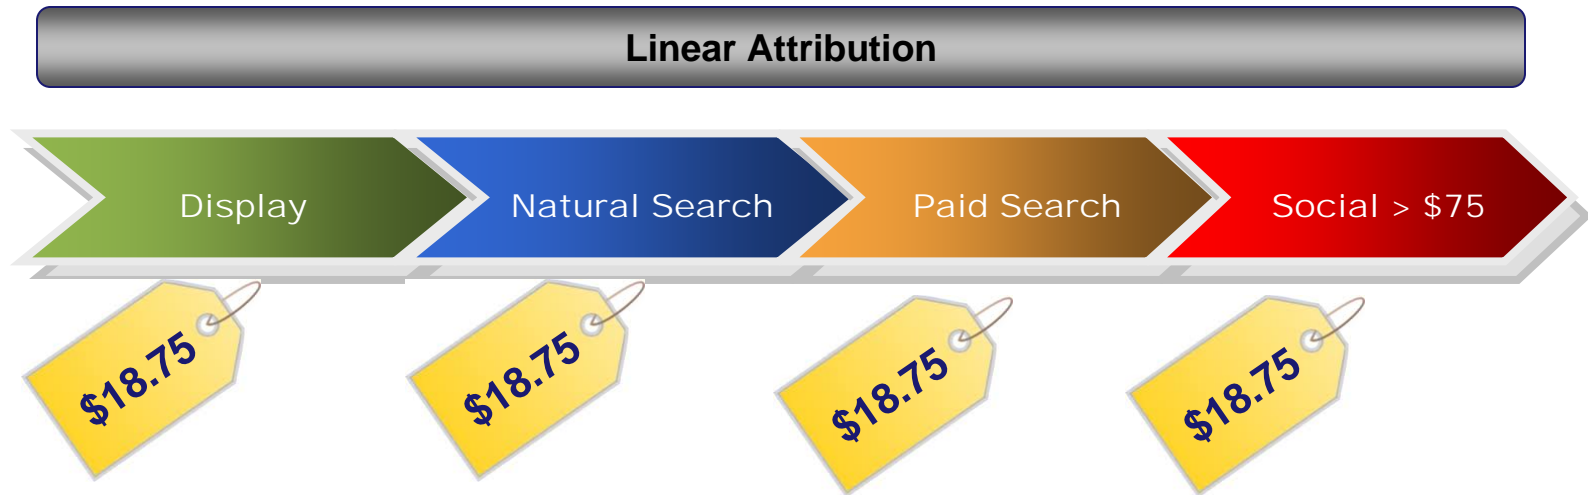 Linear Attribution
Display
Natural Search
Paid Search
Social > $75
$18.75
$18.75
$18.75
$18.75